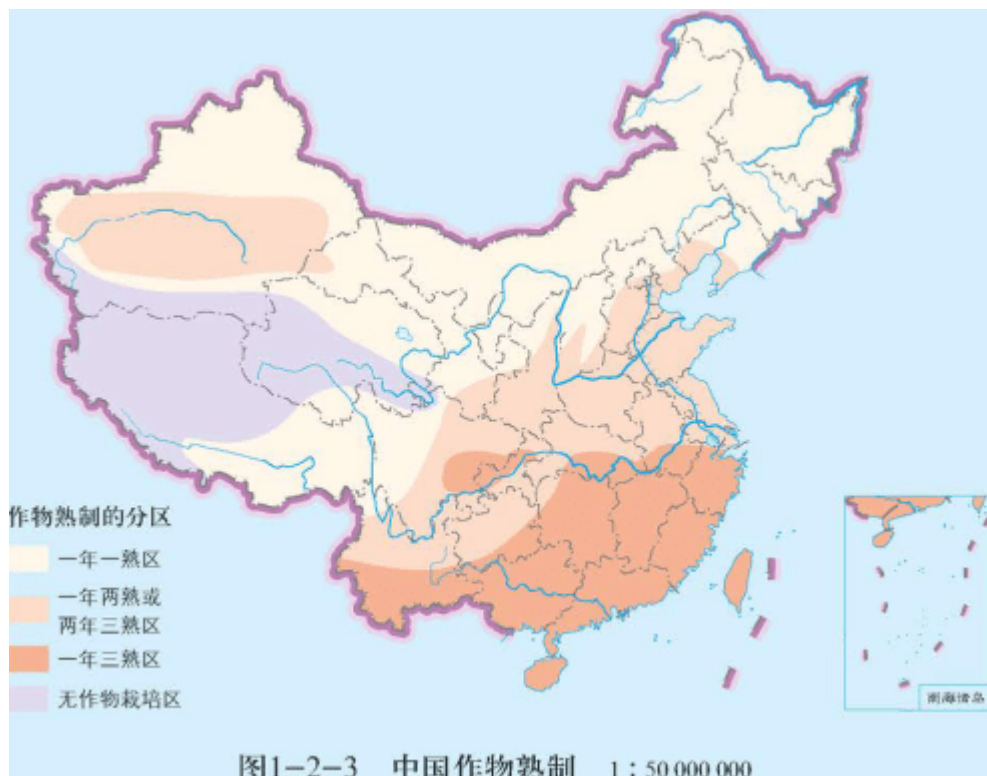 作物熟制的分区
一年一熟区
一年两熟或
两年三熟区
一年三熟区
无作物栽培区
南海诸岛
图1-2-3 中国作物熟制 1:50 000 000